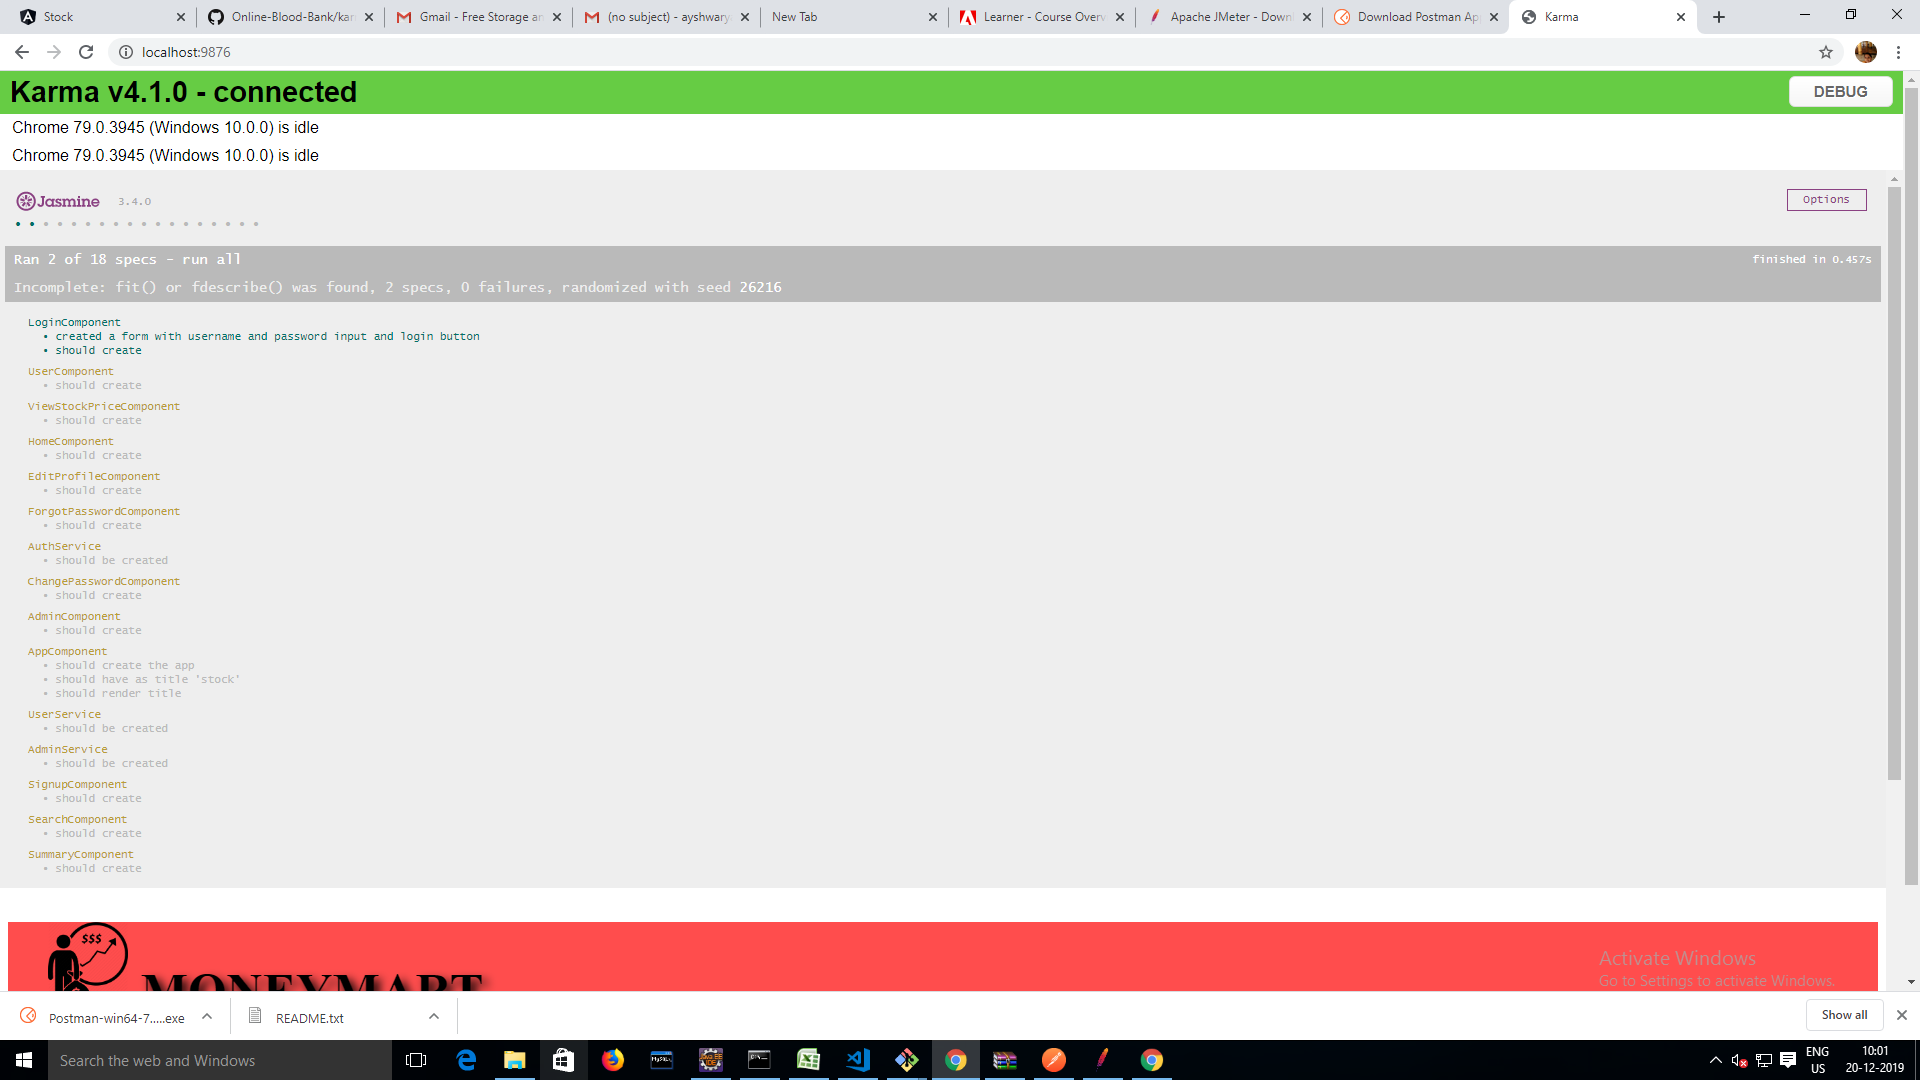 Stock
Online-Blood-Bank/kar
Gmail - Free Storage an
(no subject) - ayshwary
New Tab
Learner - Course Overv
Apache JMeter - Downl
Download Postman Ap
Karma
localhost:9876
Karma v4.1.0 - connected
DEBUG
Chrome 79.0.3945 (Windows 10.0.0) is idle
Chrome 79.0.3945 (Windows 10.0.0) is idle
Jasmine 3.4.0
Options
Ran 2 of 18 specs - run all
finished in 0.457s
Incomplete: fit() or fdescribe() was found, 2 specs, 0 failures, randomized with seed 26216
LoginComponent
• created a form with username and password input and login button
• should create
UserComponent
• should create
ViewStockPriceComponent
• should create
HomeComponent
• should create
EditProfileComponent
• should create
ForgotPasswordComponent
• should create
AuthService
• should be created
ChangePasswordComponent
• should create
AdminComponent
• should create
AppComponent
• should create the app
• should have as title 'stock'
• should render title
UserService
• should be created
AdminService
• should be created
SignupComponent
• should create
SearchComponent
• should create
SummaryComponent
• should create
$$$
MONEYMART
Activate Windows
Go to Settings to activate Windows.
Postman-win64-7.....exe
README.txt
Show all
Search the web and Windows
ENG
US
10:01
20-12-2019